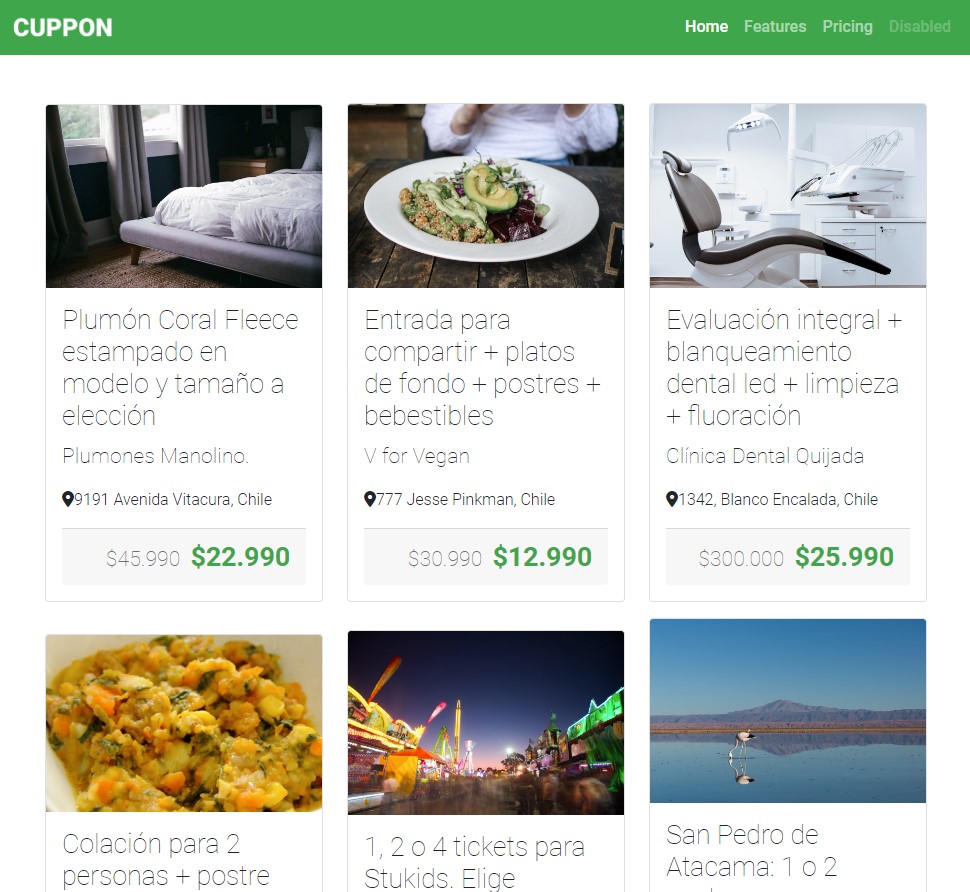 CUPPON
Home Features Pricing Disabled
Plumón Coral Fleece
estampado en
modelo y tamaño a
elección
Plumones Manolino.
9191 Avenida Vitacura, Chile
$45.990 $22.990
Entrada para
compartir + platos
de fondo + postres +
bebestibles
V for Vegan
777 Jesse Pinkman, Chile
$30.990 $12.990
Evaluación integral +
blanqueamiento
dental led + limpieza
+ fluoración
Clínica Dental Quijada
1342, Blanco Encalada, Chile
$300.000 $25.990
Colación para 2
personas + postre
1, 2 o 4 tickets para
Stukids. Elige
San Pedro de
Atacama: 1 o 2